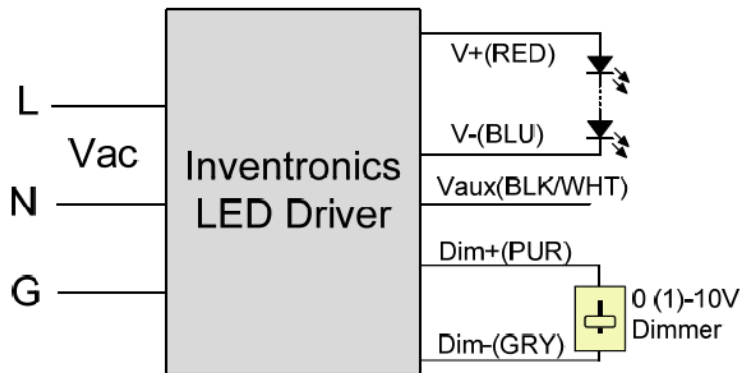 L
Vac
N
G
Inventronics
LED Driver
V+(RED)
V-(BLU)
Vaux(BLK/WHT)
Dim+(PUR)
Dim-(GRY)
0 (1)-10V
Dimmer